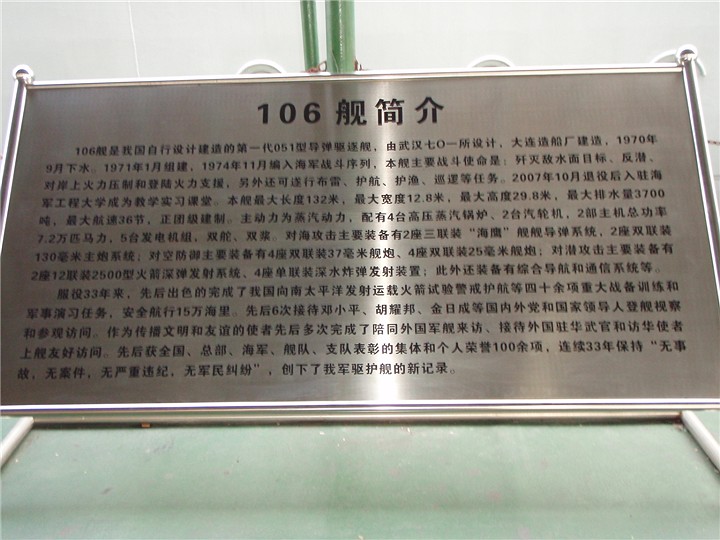 106舰简介
106舰是我国自行设计建造的第一代051型导弹驱逐舰，由武汉七O一所设计，大连造船厂建造，1970年
9月下水。1971年1月组建，1974年11月编入海军战斗序列，本舰主要战斗使命是：歼灭敌水面目标、反潜、
对岸上火力压制和登陆火力支援，另外还可遂行布雷、护航、护渔、巡逻等任务。2007年10月退役后入驻海
军工程大学成为教学实习课堂。本舰最大长度132米，最大宽度12.8米，最大高度29.8米，最大排水量3700
吨，最大航速36节，正团级建制。主动力为蒸汽动力，配有4台高压蒸汽锅炉、2台汽轮机，2部主机总功率
7.2万匹马力，5台发电机组，双舵、双桨。对海攻击主要装备有2座三联装“海鹰”舰舰导弹系统，2座双联装
130毫米主炮系统；对空防御主要装备有4座双联装37毫米舰炮、4座双联装25毫米舰炮；对潜攻击主要装备有
2座12联装2500型火箭深弹发射系统、4座单联装深水炸弹发射装置；此外还装备有综合导航和通信系统等。
服役33年来，先后出色的完成了我国向南太平洋发射运载火箭试验警戒护航等四十余项重大战备训练和
军事演习任务，安全航行15万海里。先后6次接待邓小平、胡耀邦、金日成等国内外党和国家领导人登舰视察
和参观访问。作为传播文明和友谊的使者先后多次完成了陪同外国军舰来访、接待外国驻华武官和访华使者
上舰友好访问。先后获全国、总部、海军、舰队、支队表彰的集体和个人荣誉100余项，连续33年保持“无事
故，无案件，无严重违纪，无军民纠纷”，创下了我军驱护舰的新记录。